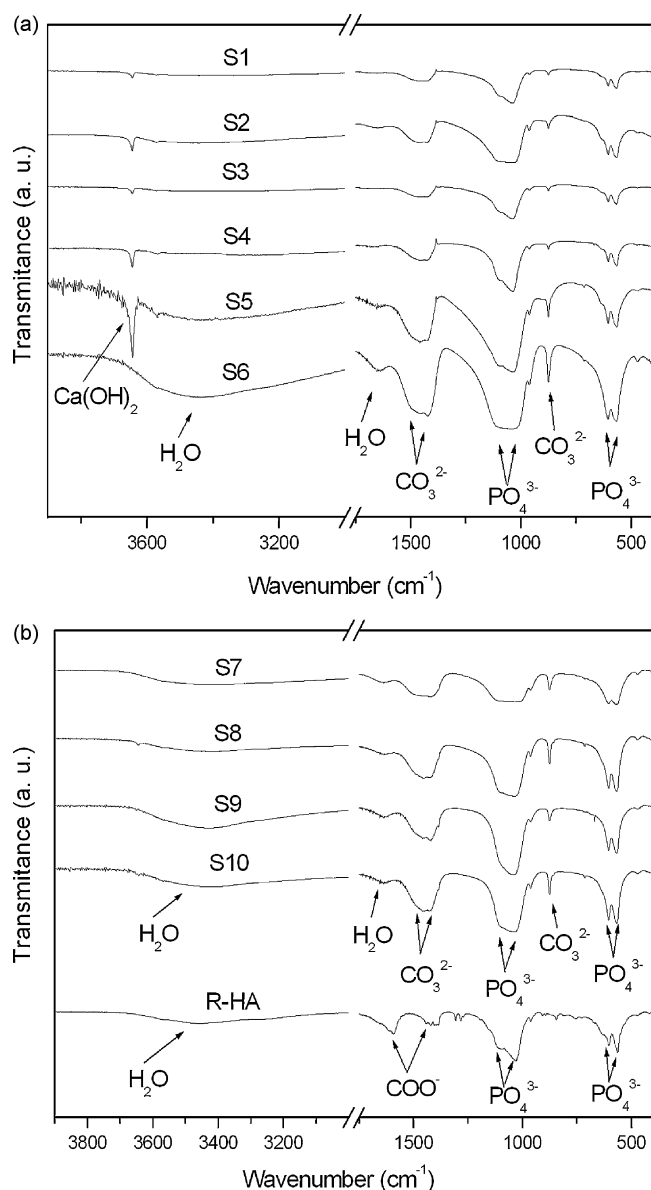 (a)
S1
S2
S3
S4
S5
S6
Ca(OH)₂
H₂O
H₂O
CO₃²⁻
PO₄³⁻
CO₃²⁻
PO₄³⁻
Transmitance (a. u.)
3600 3200 1500 1000 500
Wavenumber (cm⁻¹)
(b)
S7
S8
S9
S10
H₂O
H₂O
CO₃²⁻
PO₄³⁻
CO₃²⁻
PO₄³⁻
R-HA
H₂O
COO⁻
PO₄³⁻
PO₄³⁻
Transmitance (a. u.)
3800 3600 3400 3200 1500 1000 500
Wavenumber (cm⁻¹)